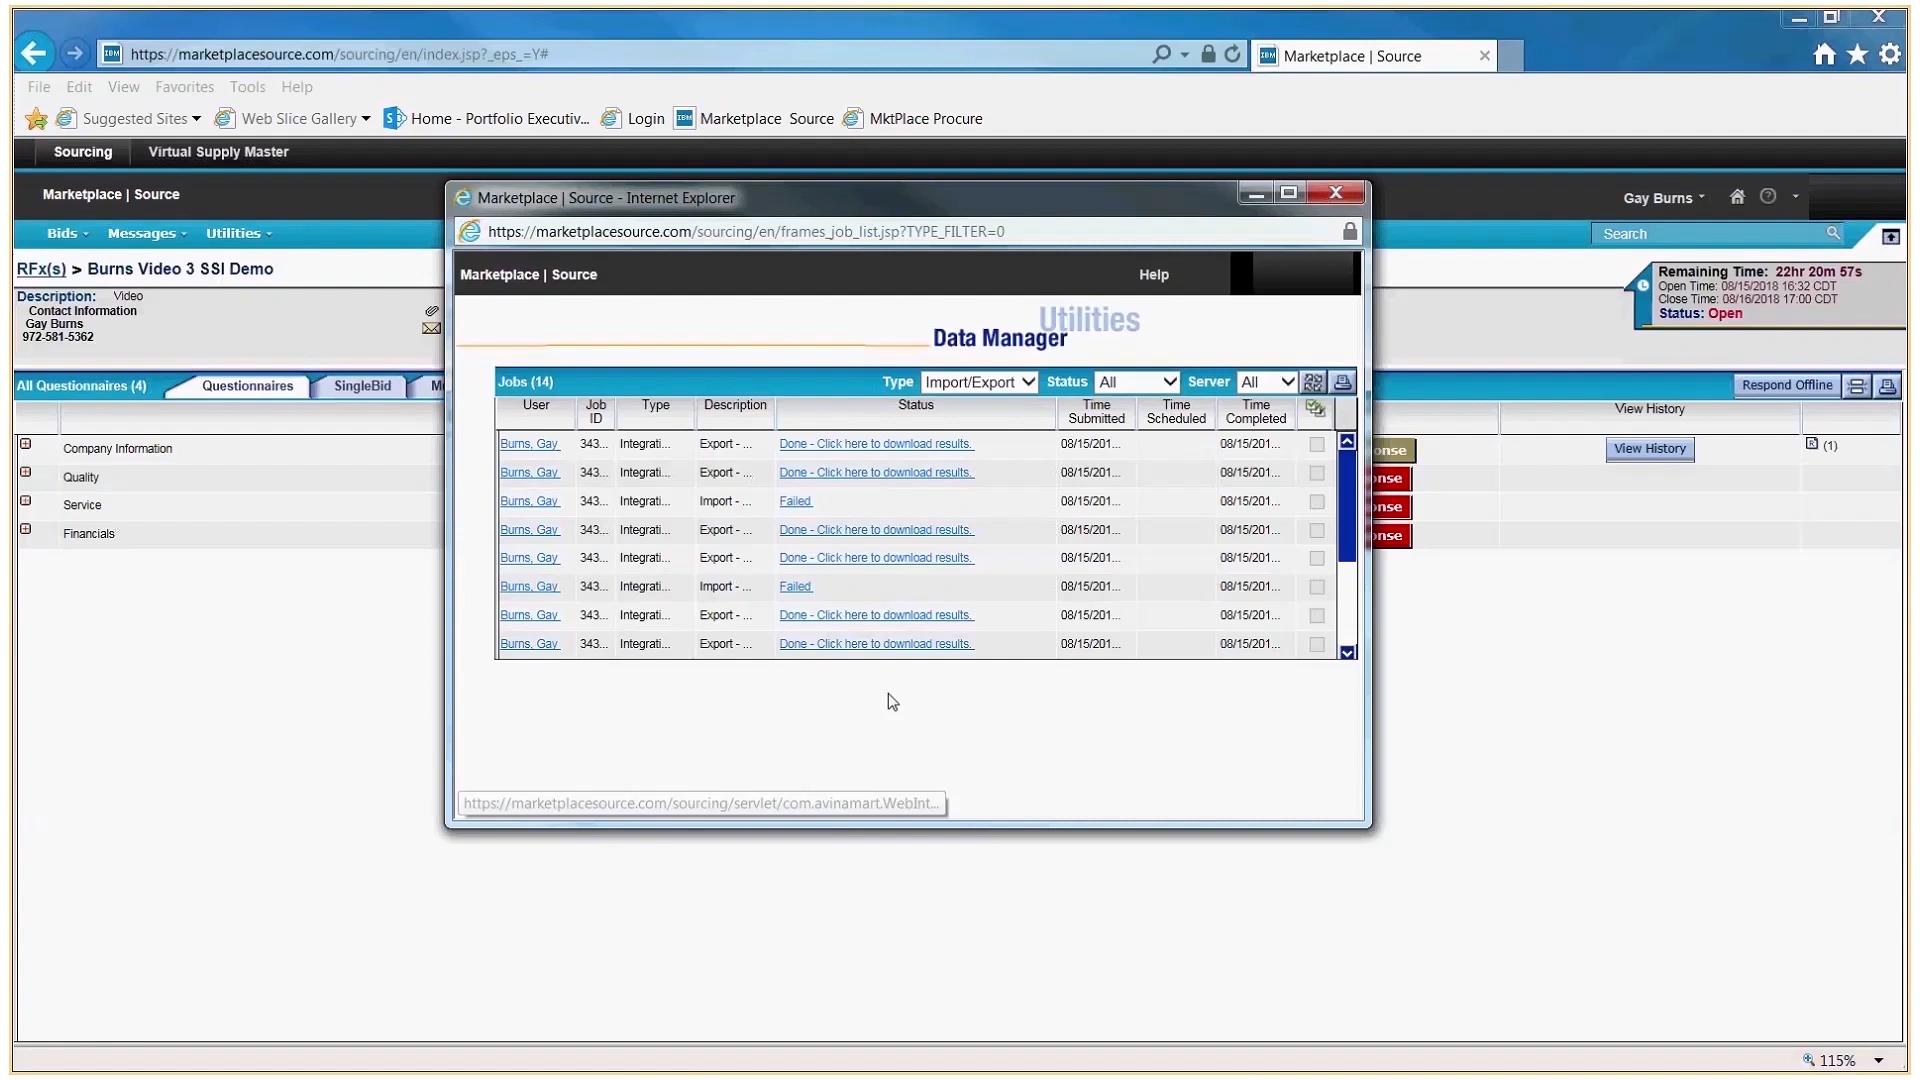 https://marketplacesource.com/sourcing/en/index.jsp?_eps_=Y#
Marketplace | Source
File Edit View Favorites Tools Help
Suggested Sites Web Slice Gallery Home - Portfolio Executiv... Login Marketplace Source MktPlace Procure
Sourcing Virtual Supply Master
Marketplace | Source
Gay Burns
Bids Messages Utilities
Search
RFx(s) > Burns Video 3 SSI Demo
Description: Video
Contact Information
Gay Burns
972-581-5362
Remaining Time: 22hr 20m 57s
Open Time: 08/15/2018 16:32 CDT
Close Time: 08/16/2018 17:00 CDT
Status: Open
All Questionnaires (4) Questionnaires SingleBid
Respond Offline
View History
Company Information
onse View History (1)
Quality
onse
Service
onse
Financials
onse
Marketplace | Source - Internet Explorer
https://marketplacesource.com/sourcing/en/frames_job_list.jsp?TYPE_FILTER=0
Marketplace | Source Help
Utilities
Data Manager
Jobs (14) Type Import/Export Status All Server All
User Job ID Type Description Status Time Submitted Time Scheduled Time Completed
Burns, Gay 343... Integrati... Export - ... Done - Click here to download results. 08/15/201... 08/15/201...
Burns, Gay 343... Integrati... Export - ... Done - Click here to download results. 08/15/201... 08/15/201...
Burns, Gay 343... Integrati... Import - ... Failed 08/15/201... 08/15/201...
Burns, Gay 343... Integrati... Export - ... Done - Click here to download results. 08/15/201... 08/15/201...
Burns, Gay 343... Integrati... Export - ... Done - Click here to download results. 08/15/201... 08/15/201...
Burns, Gay 343... Integrati... Import - ... Failed 08/15/201... 08/15/201...
Burns, Gay 343... Integrati... Export - ... Done - Click here to download results. 08/15/201... 08/15/201...
Burns, Gay 343... Integrati... Export - ... Done - Click here to download results. 08/15/201... 08/15/201...
https://marketplacesource.com/sourcing/servlet/com.avinamart.WebInt...
115%